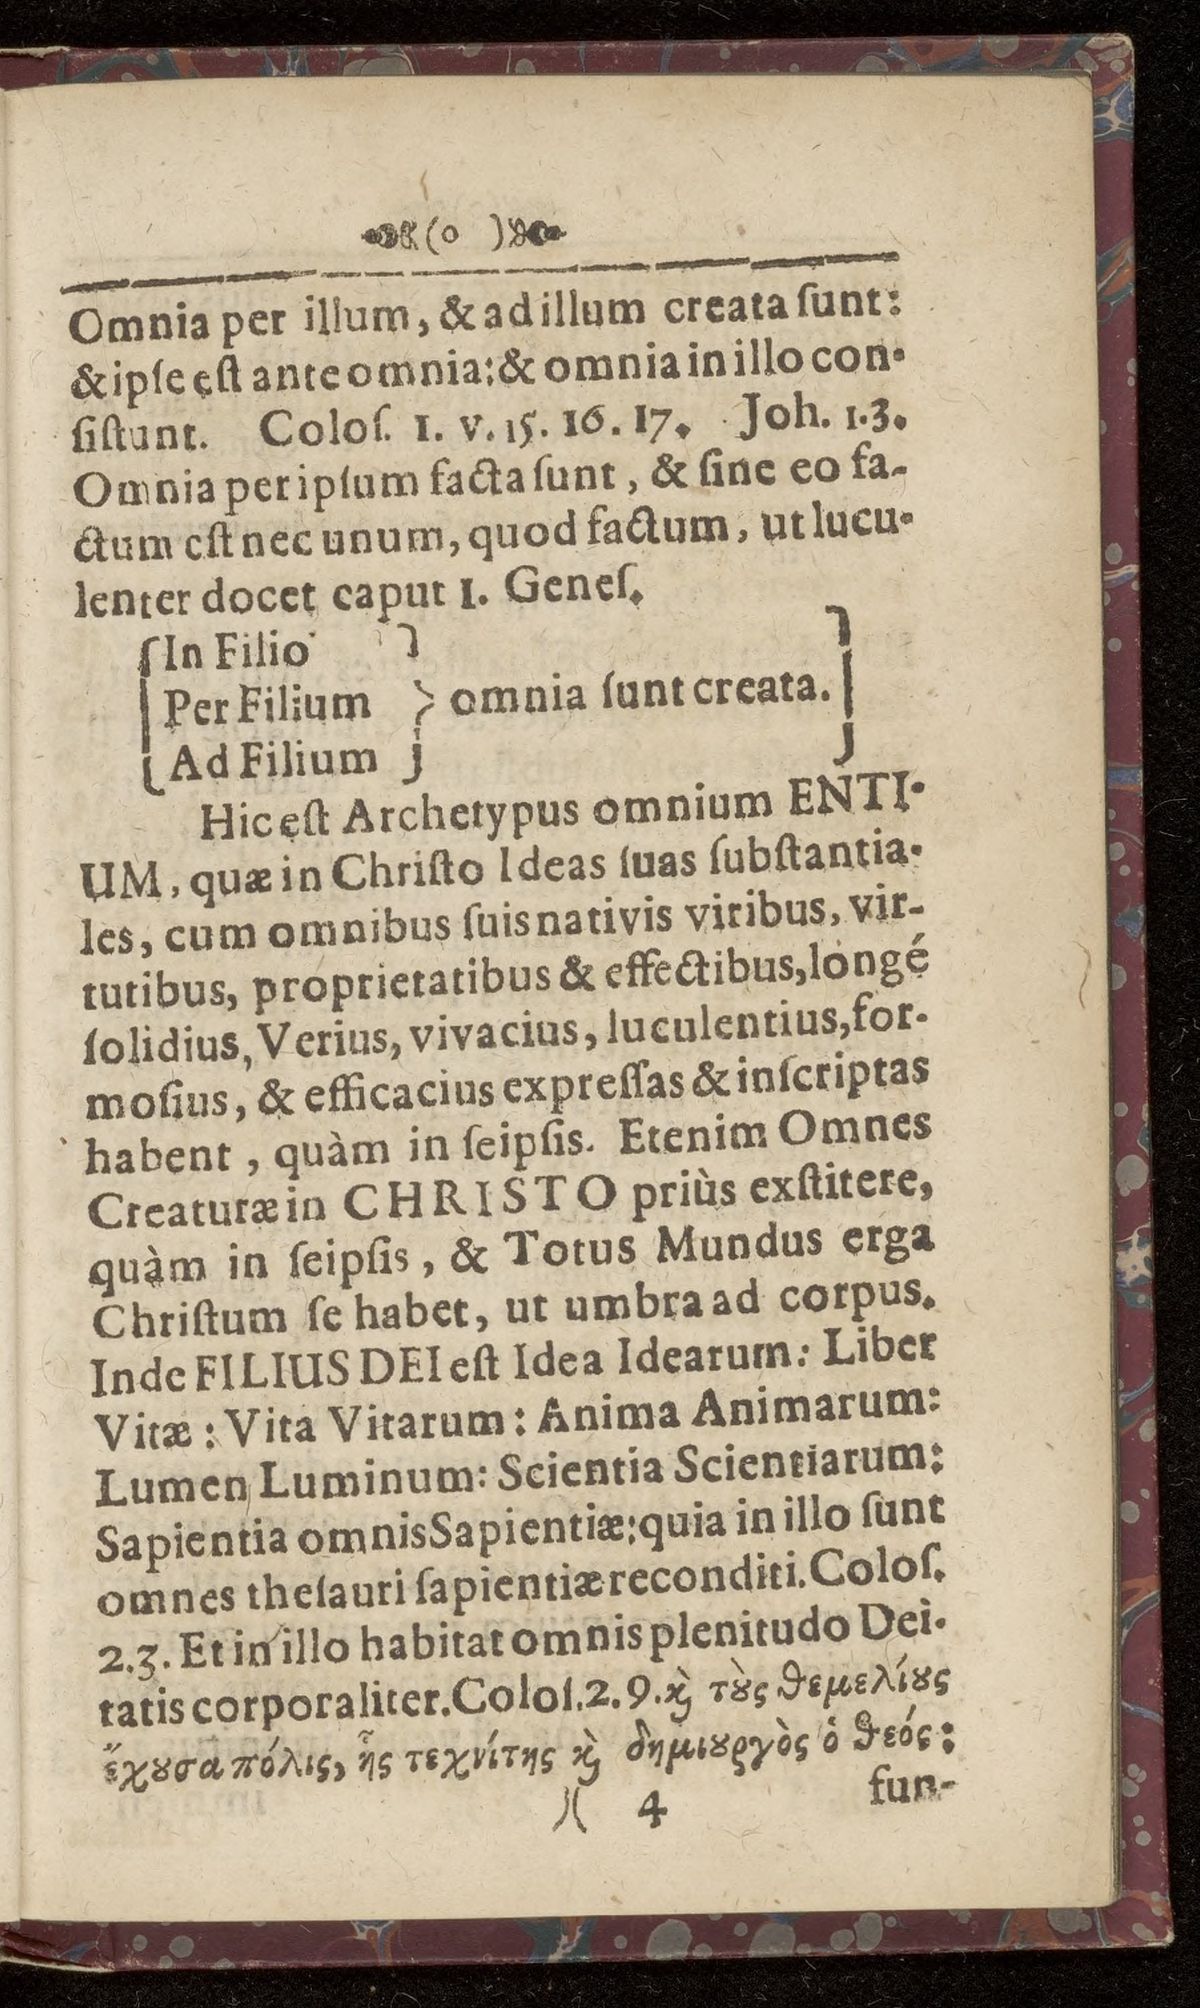 (o)
Omnia per illum, & ad illum creata ſunt:
& ipſe eſt ante omnia: & omnia in illo con-
ſiſtunt. Coloſ. 1. v. 15. 16. 17. Joh. 1.3.
Omnia per ipſum facta ſunt, & ſine eo fa-
ctum eſt nec unum, quod factum, ut lucu-
lenter docet caput 1. Geneſ.
In Filio
Per Filium } omnia ſunt creata.
Ad Filium
Hic eſt Archetypus omnium ENTI-
UM, quæ in Chriſto Ideas ſuas ſubſtantia-
les, cum omnibus ſuis nativis viribus, vir-
tutibus, proprietatibus & effectibus, longé
ſolidius, Verius, vivacius, luculentius, for-
moſius, & efficacius expreſſas & inſcriptas
habent, quàm in ſeipſis. Etenim Omnes
Creaturæ in CHRISTO priùs exſtitere,
quàm in ſeipſis, & Totus Mundus erga
Chriſtum ſe habet, ut umbra ad corpus.
Inde FILIUS DEI eſt Idea Idearum: Liber
Vitæ: Vita Vitarum: Anima Animarum:
Lumen Luminum: Scientia Scientiarum:
Sapientia omnis Sapientiæ: quia in illo ſunt
omnes theſauri ſapientiæ reconditi. Coloſ.
2.3. Et in illo habitat omnis plenitudo Dei-
tatis corporaliter. Coloſ. 2. 9. ϗ̀ τȣ̀ς θεμελίȣς
ἔχȣσα πόλις, ἧς τεχνίτης ϗ̀ δημιȣργὸς ὁ θεός:
)( 4 fun-